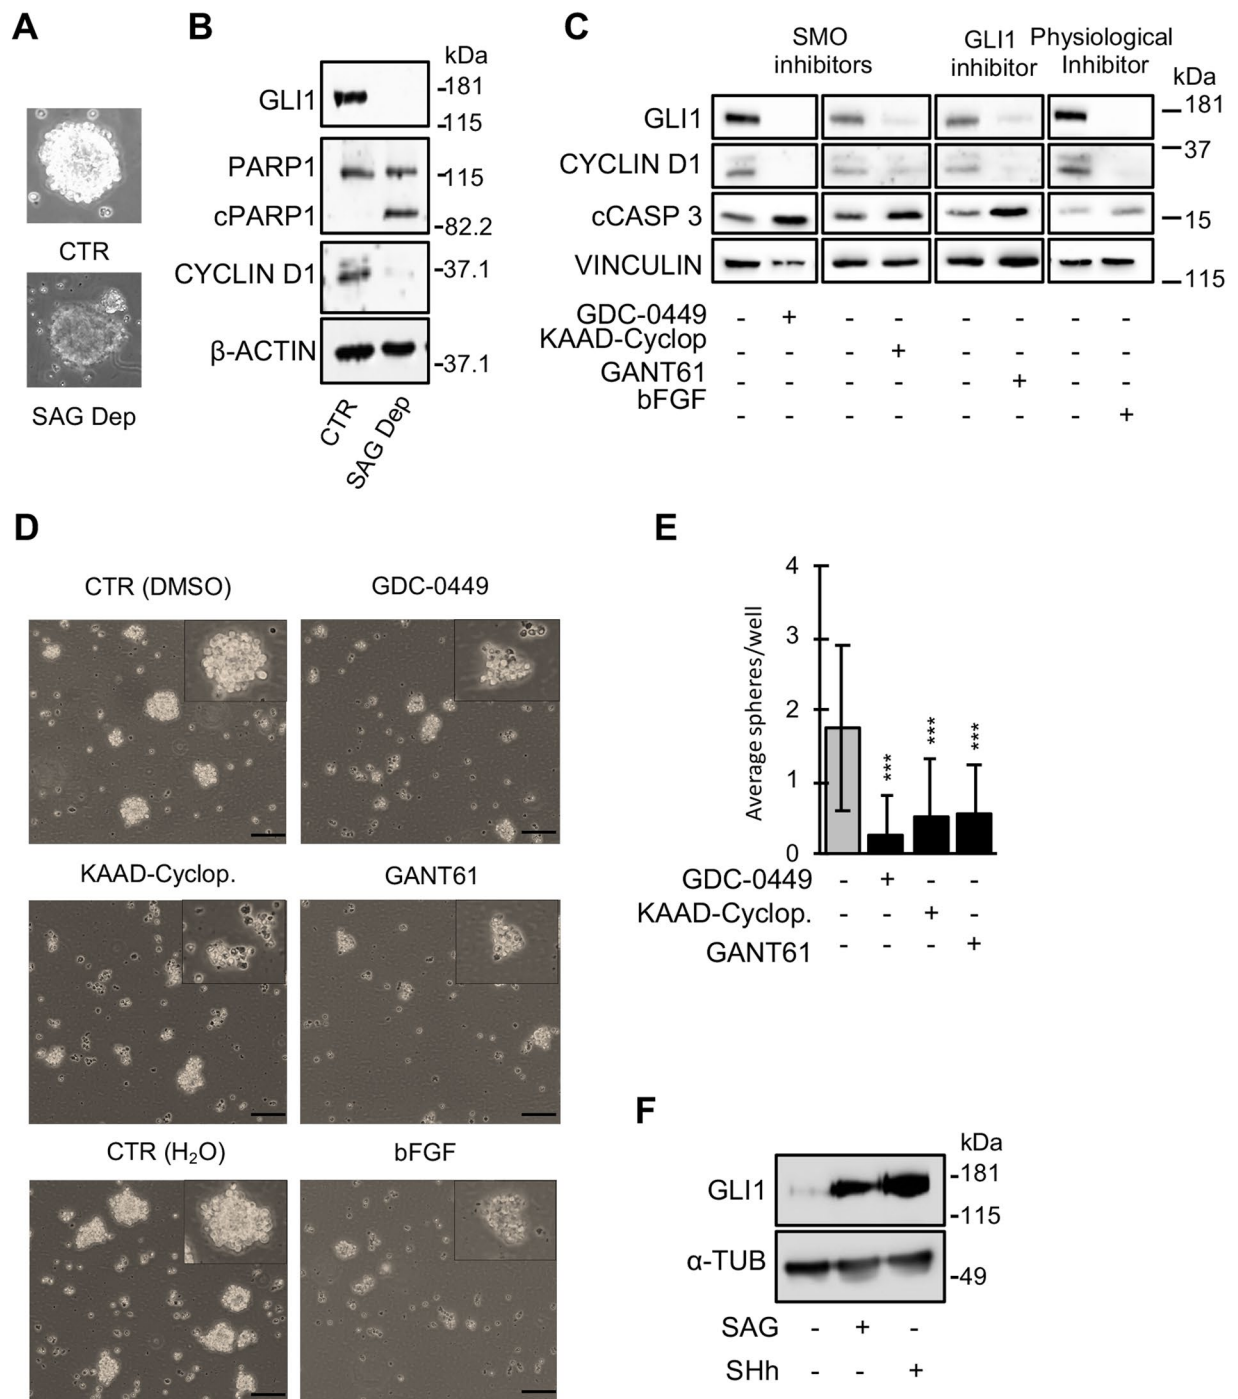 A
CTR
SAG Dep
B
kDa
GLI1
-181
-115
PARP1
-115
cPARP1
-82.2
CYCLIN D1
-37.1
β-ACTIN
-37.1
CTR
SAG Dep
C
SMO
inhibitors
GLI1
inhibitor
Physiological
Inhibitor
kDa
GLI1
181
37
CYCLIN D1
cCASP 3
15
VINCULIN
115
GDC-0449 - + - - - - - -
KAAD-Cyclop - - - + - - - -
GANT61 - - - - - + - -
bFGF - - - - - - - +
D
CTR (DMSO)
GDC-0449
KAAD-Cyclop.
GANT61
CTR (H₂O)
bFGF
E
4
3
2
1
0
Average spheres/well
***
***
***
GDC-0449 - + - -
KAAD-Cyclop. - - + -
GANT61 - - - +
F
kDa
GLI1
-181
-115
α-TUB
-49
SAG - + -
SHh - - +